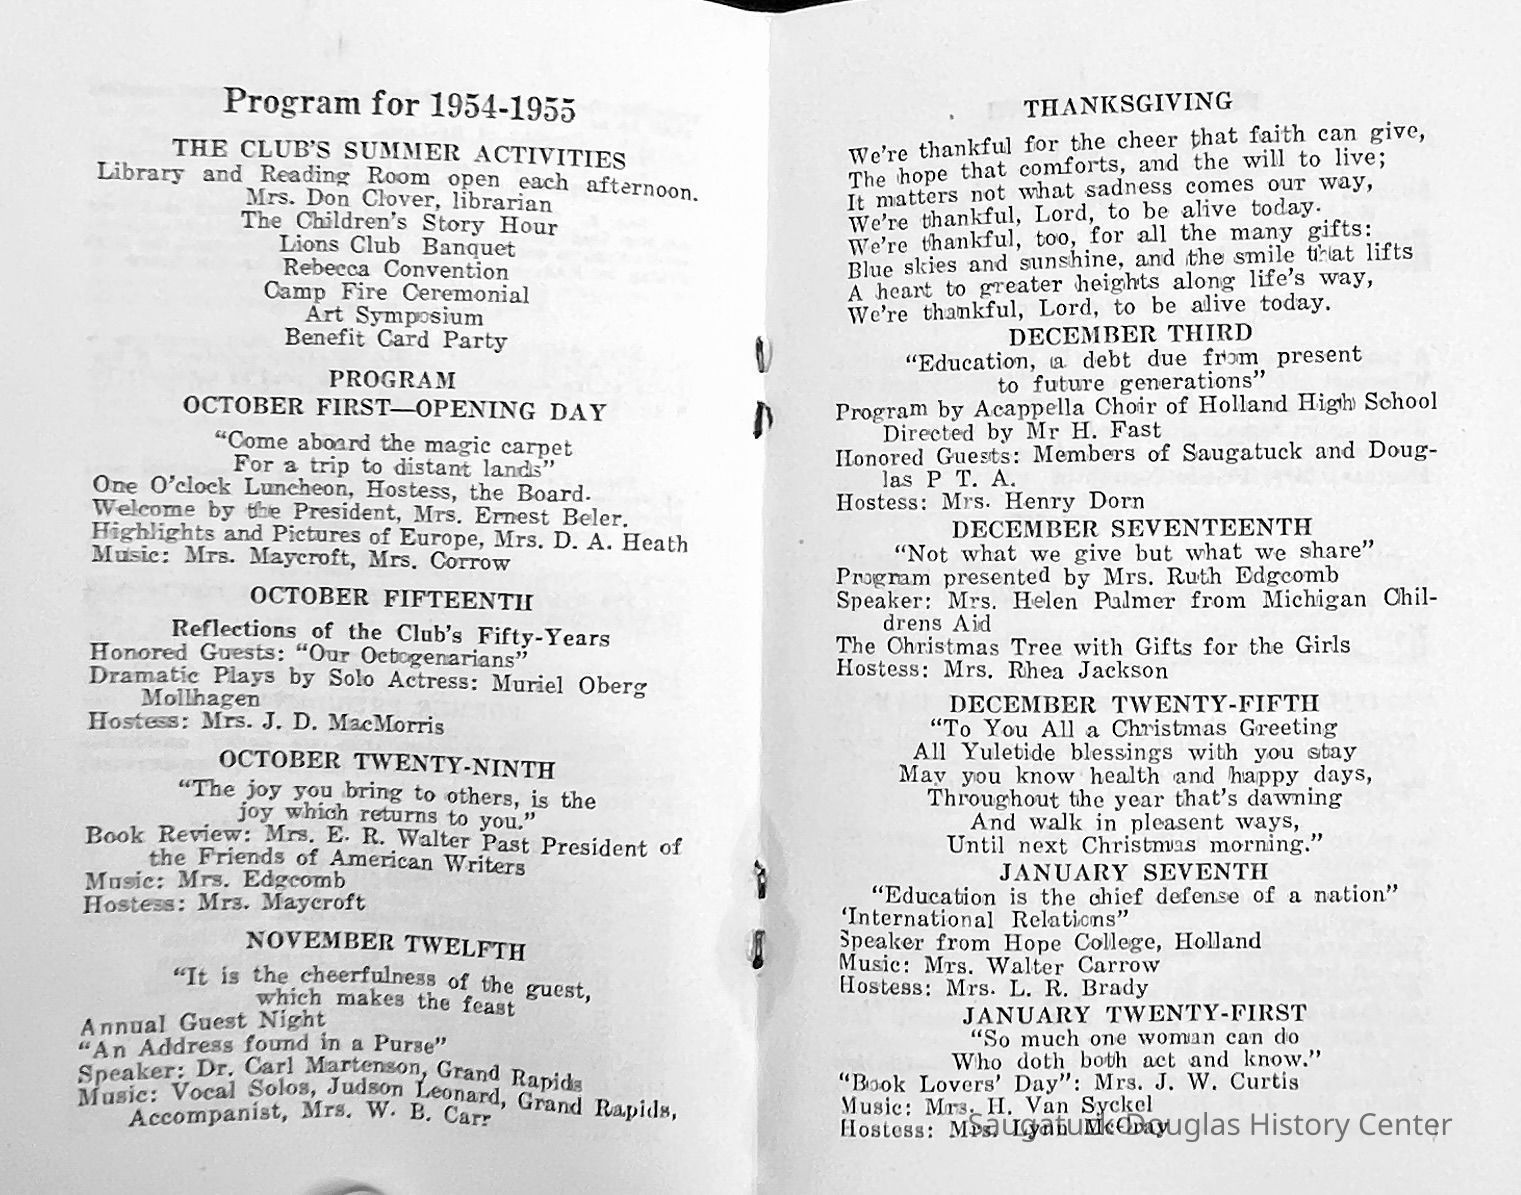 Program for 1954-1955
THE CLUB'S SUMMER ACTIVITIES
Library and Reading Room open each afternoon.
Mrs. Don Clover, librarian
The Children's Story Hour
Lions Club Banquet
Rebecca Convention
Camp Fire Ceremonial
Art Symposium
Benefit Card Party
PROGRAM
OCTOBER FIRST—OPENING DAY
"Come aboard the magic carpet
For a trip to distant lands"
One O'clock Luncheon, Hostess, the Board.
Welcome by the President, Mrs. Ernest Beler.
Highlights and Pictures of Europe, Mrs. D. A. Heath
Music: Mrs. Maycroft, Mrs. Corrow
OCTOBER FIFTEENTH
Reflections of the Club's Fifty-Years
Honored Guests: "Our Octogenarians"
Dramatic Plays by Solo Actress: Muriel Oberg
Mollhagen
Hostess: Mrs. J. D. MacMorris
OCTOBER TWENTY-NINTH
"The joy you bring to others, is the
joy which returns to you."
Book Review: Mrs. E. R. Walter Past President of
the Friends of American Writers
Music: Mrs. Edgcomb
Hostess: Mrs. Maycroft
NOVEMBER TWELFTH
"It is the cheerfulness of the guest,
which makes the feast
Annual Guest Night
"An Address found in a Purse"
Speaker: Dr. Carl Martenson, Grand Rapids
Music: Vocal Solos, Judson Leonard, Grand Rapids,
Accompanist, Mrs. W. B. Carr
THANKSGIVING
We're thankful for the cheer that faith can give,
The hope that comforts, and the will to live;
It matters not what sadness comes our way,
We're thankful, Lord, to be alive today.
We're thankful, too, for all the many gifts:
Blue skies and sunshine, and the smile that lifts
A heart to greater heights along life's way,
We're thankful, Lord, to be alive today.
DECEMBER THIRD
"Education, a debt due from present
to future generations"
Program by Acappella Choir of Holland High School
Directed by Mr H. Fast
Honored Guests: Members of Saugatuck and Doug-
las P T. A.
Hostess: Mrs. Henry Dorn
DECEMBER SEVENTEENTH
"Not what we give but what we share"
Program presented by Mrs. Ruth Edgcomb
Speaker: Mrs. Helen Palmer from Michigan Chil-
drens Aid
The Christmas Tree with Gifts for the Girls
Hostess: Mrs. Rhea Jackson
DECEMBER TWENTY-FIFTH
"To You All a Christmas Greeting
All Yuletide blessings with you stay
May you know health and happy days,
Throughout the year that's dawning
And walk in pleasent ways,
Until next Christmas morning."
JANUARY SEVENTH
"Education is the chief defense of a nation"
'International Relations"
Speaker from Hope College, Holland
Music: Mrs. Walter Carrow
Hostess: Mrs. L. R. Brady
JANUARY TWENTY-FIRST
"So much one woman can do
Who doth both act and know."
"Book Lovers' Day": Mrs. J. W. Curtis
Music: Mrs. H. Van Syckel
Hostess: Mrs. Lynn McCray
Saugatuck-Douglas History Center